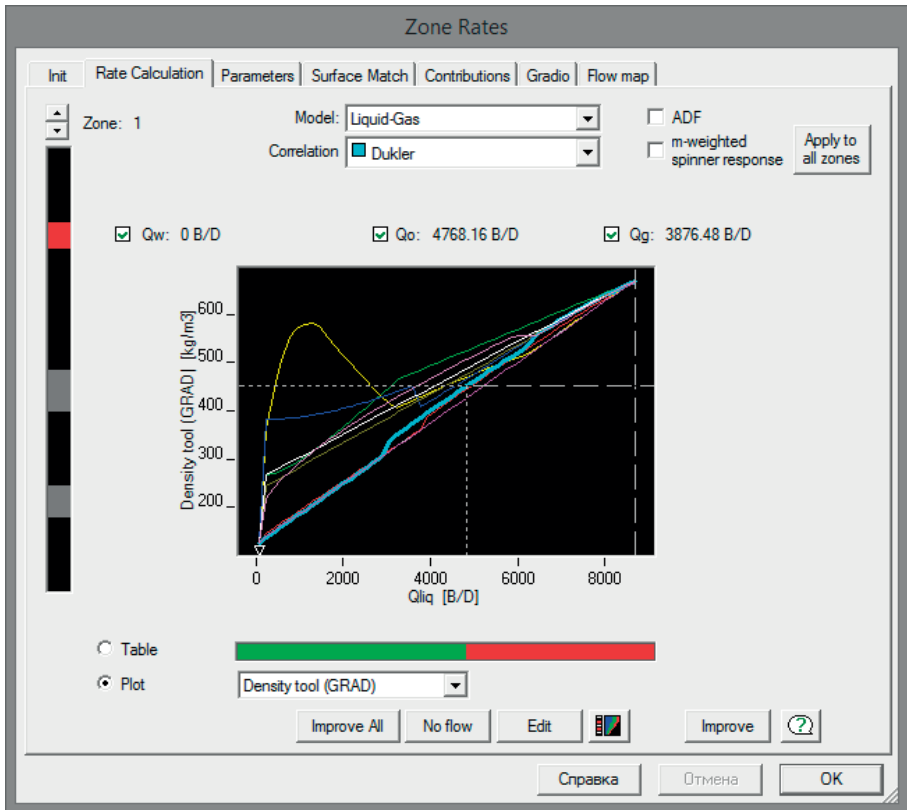 Zone Rates
Init Rate Calculation Parameters Surface Match Contributions Gradio Flow map
Zone: 1
Model: Liquid-Gas
ADF
Correlation Dukler
m-weighted
spinner response
Apply to
all zones
Qw: 0 B/D Qo: 4768.16 B/D Qg: 3876.48 B/D
Density tool (GRAD) [kg/m3]
600
500
400
300
200
0 2000 4000 6000 8000
Qliq [B/D]
Table
Plot Density tool (GRAD)
Improve All No flow Edit Improve ?
Справка Отмена OK